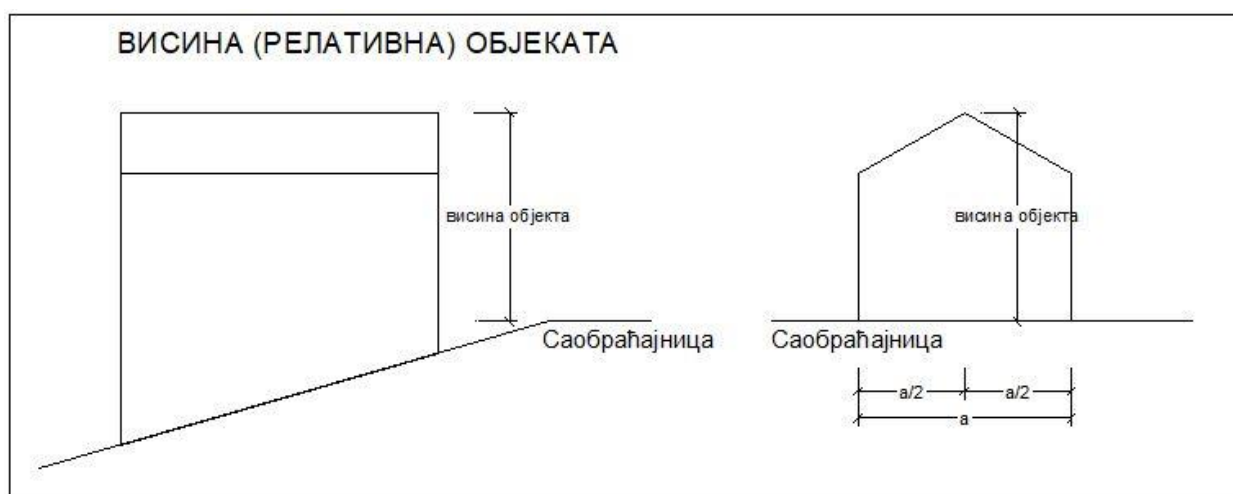 ВИСИНА (РЕЛАТИВНА) ОБЈЕКАТА
висина објекта
висина објекта
Саобраћајница
Саобраћајница
a/2
a/2
a